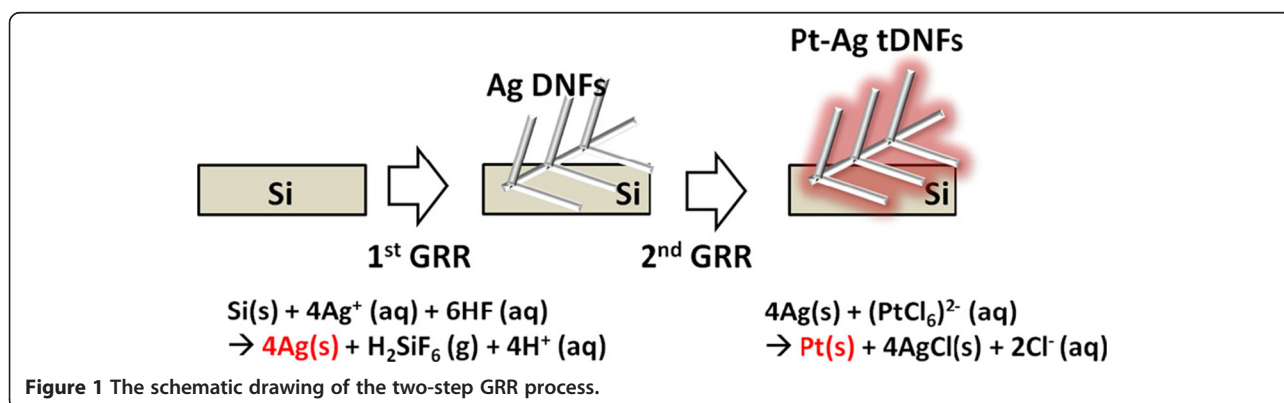 Pt-Ag tDNFs
Ag DNFs
Si
Si
Si
1st GRR
2nd GRR
Si(s) + 4Ag⁺ (aq) + 6HF (aq)
→ 4Ag(s) + H₂SiF₆ (g) + 4H⁺ (aq)
4Ag(s) + (PtCl₆)²⁻ (aq)
→ Pt(s) + 4AgCl(s) + 2Cl⁻ (aq)
Figure 1 The schematic drawing of the two-step GRR process.